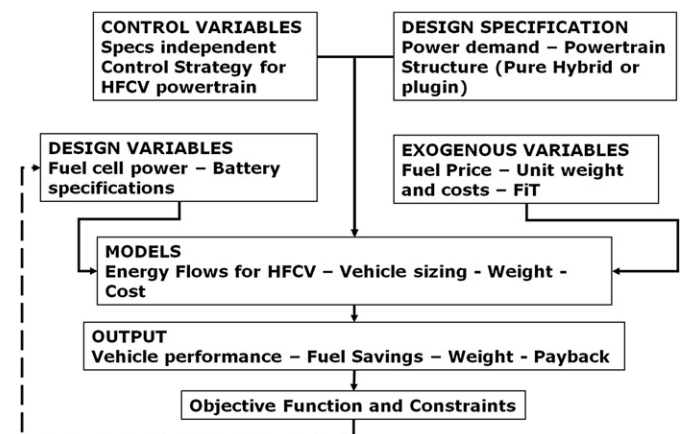 CONTROL VARIABLES
Specs independent
Control Strategy for
HFCV powertrain
DESIGN SPECIFICATION
Power demand – Powertrain
Structure (Pure Hybrid or
plugin)
DESIGN VARIABLES
Fuel cell power – Battery
specifications
EXOGENOUS VARIABLES
Fuel Price – Unit weight
and costs – FiT
MODELS
Energy Flows for HFCV – Vehicle sizing - Weight -
Cost
OUTPUT
Vehicle performance – Fuel Savings – Weight - Payback
Objective Function and Constraints